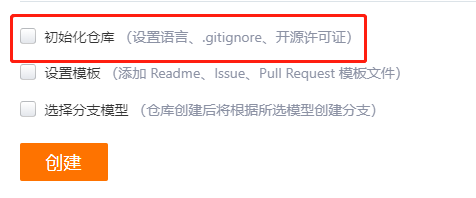 初始化仓库 （设置语言、.gitignore、开源许可证）
设置模板 （添加 Readme、Issue、Pull Request 模板文件）
选择分支模型 （仓库创建后将根据所选模型创建分支）
创建